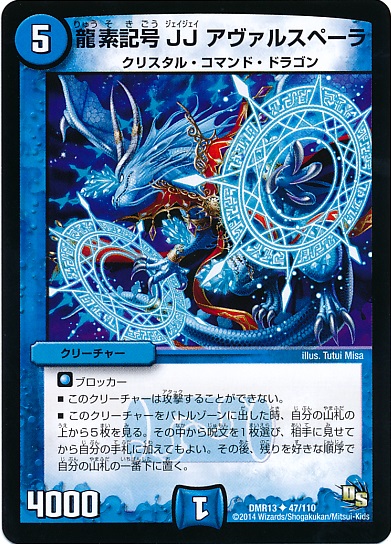 5
りゅうそきごう ジェイジェイ
龍素記号 JJ アヴァルスペーラ
クリスタル・コマンド・ドラゴン
illus. Tutui Misa
クリーチャー
ブロッカー
■ このクリーチャーは攻撃することができない。
■ このクリーチャーをバトルゾーンに出した時、自分の山札の
上から5枚を見る。その中から呪文を1枚選び、相手に見せて
から自分の手札に加えてもよい。その後、残りを好きな順序で
自分の山札の一番下に置く。
4000
1
DS
DMR13 ◆ 47/110
©2014 Wizards/Shogakukan/Mitsui-Kids